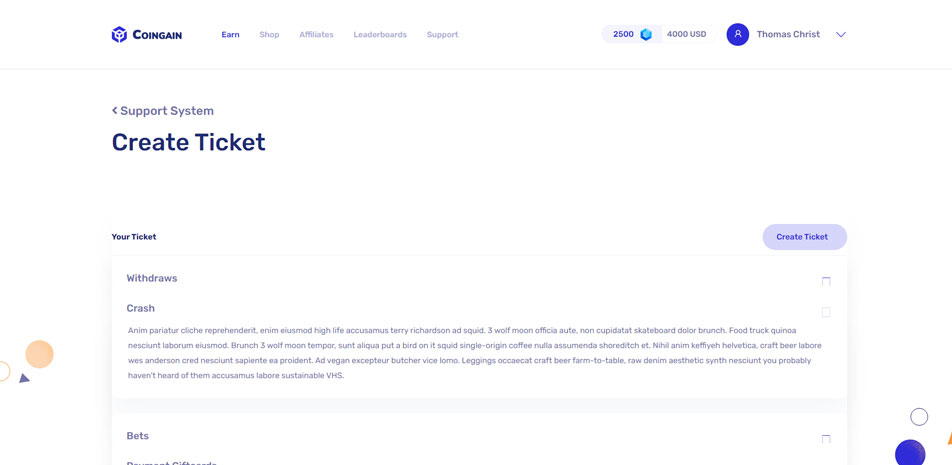 COINGAIN
Earn
Shop
Affiliates
Leaderboards
Support
2500
4000 USD
Thomas Christ
Support System
Create Ticket
Your Ticket
Create Ticket
Withdraws
Crash
Anim pariatur cliche reprehenderit, enim eiusmod high life accusamus terry richardson ad squid. 3 wolf moon officia aute, non cupidatat skateboard dolor brunch. Food truck quinoa
nesciunt laborum eiusmod. Brunch 3 wolf moon tempor, sunt aliqua put a bird on it squid single-origin coffee nulla assumenda shoreditch et. Nihil anim keffiyeh helvetica, craft beer labore
wes anderson cred nesciunt sapiente ea proident. Ad vegan excepteur butcher vice lomo. Leggings occaecat craft beer farm-to-table, raw denim aesthetic synth nesciunt you probably
haven't heard of them accusamus labore sustainable VHS.
Bets
Payment Giftcards